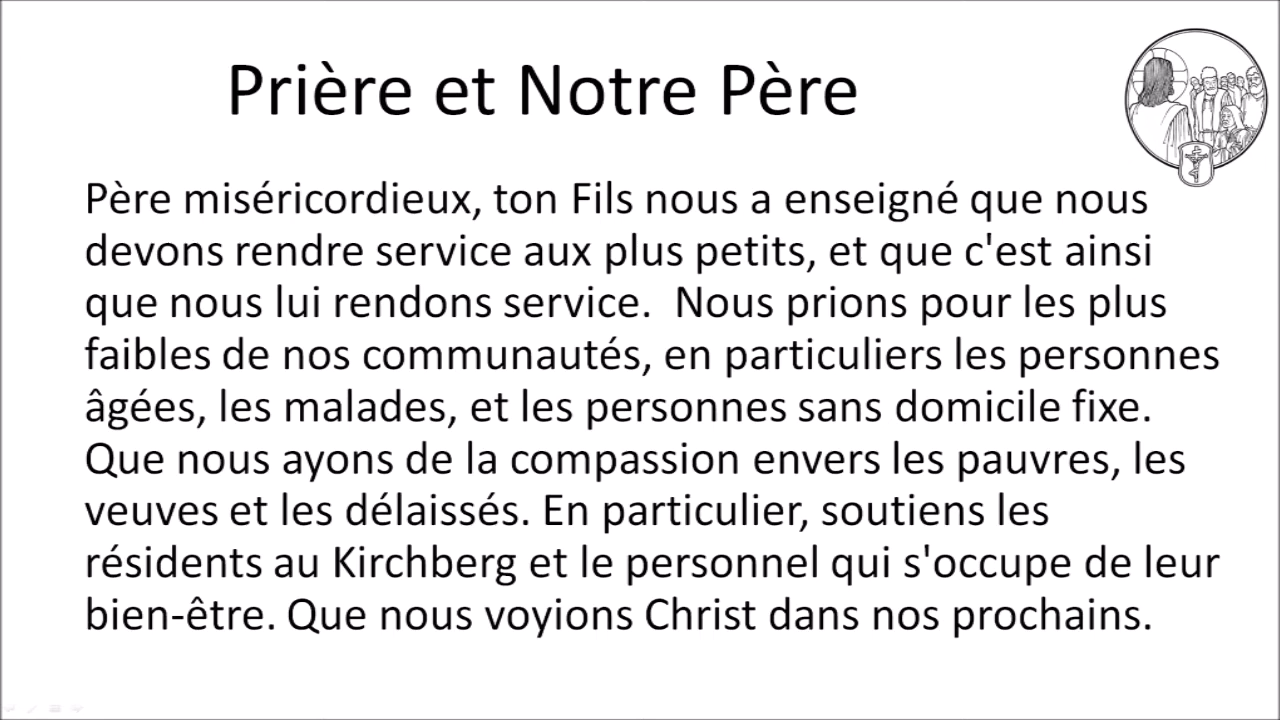 Prière et Notre Père
Père miséricordieux, ton Fils nous a enseigné que nous
devons rendre service aux plus petits, et que c'est ainsi
que nous lui rendons service.  Nous prions pour les plus
faibles de nos communautés, en particuliers les personnes
âgées, les malades, et les personnes sans domicile fixe.
Que nous ayons de la compassion envers les pauvres, les
veuves et les délaissés. En particulier, soutiens les
résidents au Kirchberg et le personnel qui s'occupe de leur
bien-être. Que nous voyions Christ dans nos prochains.